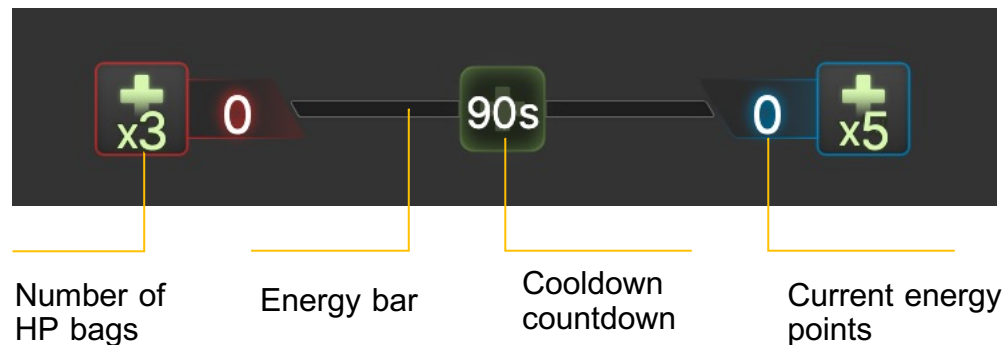 x3
0
90s
0
x5
Number of
HP bags
Energy bar
Cooldown
countdown
Current energy
points